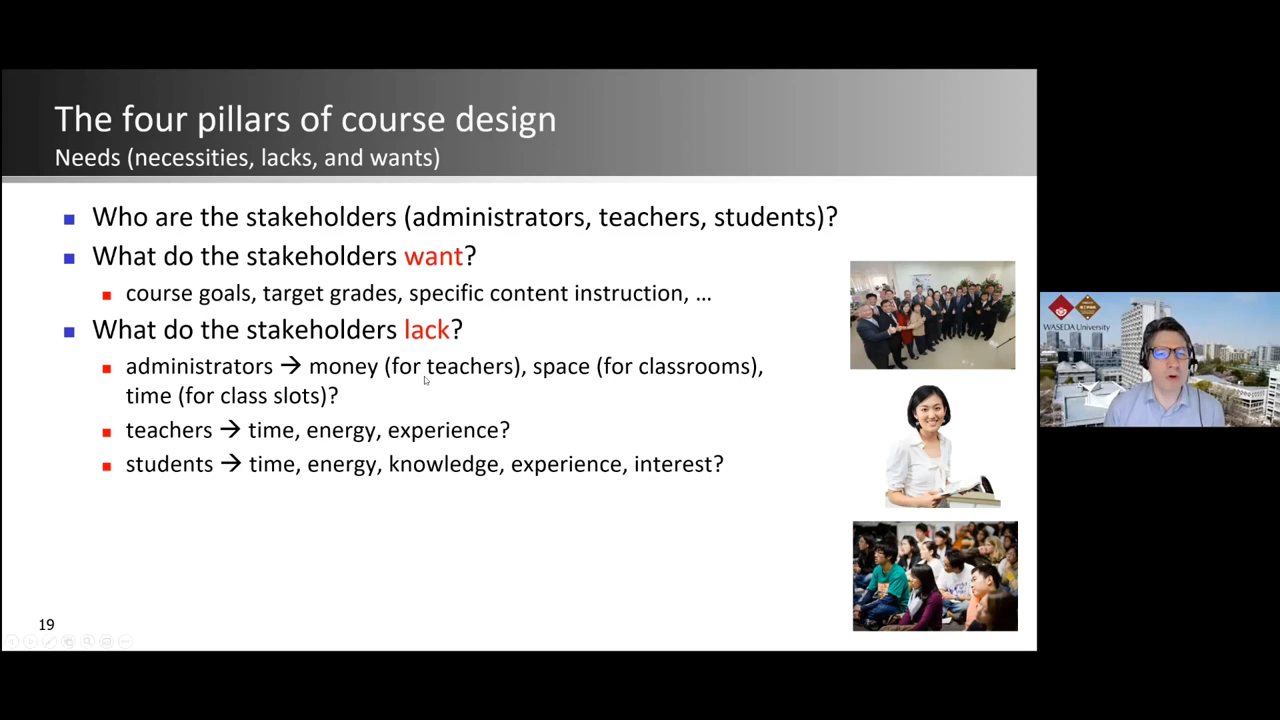 The four pillars of course design
Needs (necessities, lacks, and wants)
Who are the stakeholders (administrators, teachers, students)?
What do the stakeholders want?
course goals, target grades, specific content instruction, …
What do the stakeholders lack?
administrators → money (for teachers), space (for classrooms),
time (for class slots)?
teachers → time, energy, experience?
students → time, energy, knowledge, experience, interest?
19
WASEDA University